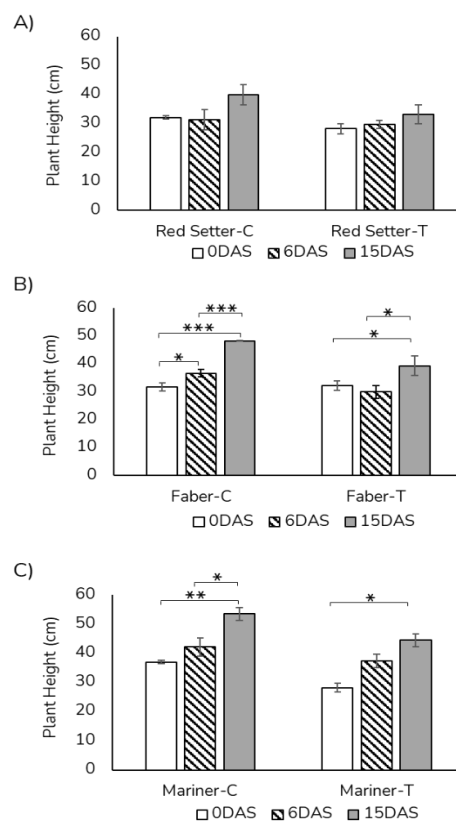 A)
Plant Height (cm)
60
50
40
30
20
10
0
Red Setter-C Red Setter-T
0DAS 6DAS 15DAS
B)
Plant Height (cm)
60
50
40
30
20
10
0
***
***
*
*
*
Faber-C Faber-T
0DAS 6DAS 15DAS
C)
Plant Height (cm)
60
50
40
30
20
10
0
*
**
*
Mariner-C Mariner-T
0DAS 6DAS 15DAS